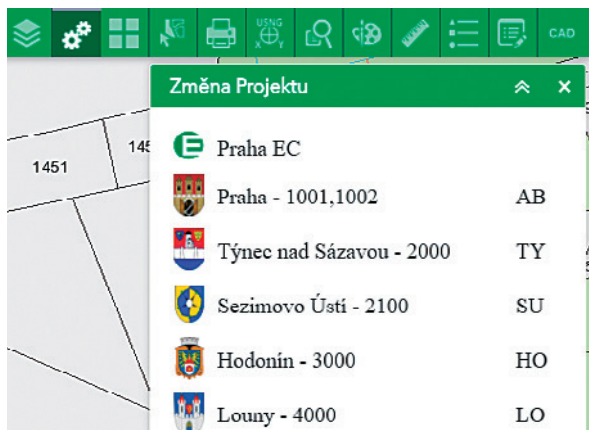 USNG
X Y
CAD
Změna Projektu
1451
145
Praha EC
Praha - 1001,1002 AB
Týnec nad Sázavou - 2000 TY
Sezimovo Ústí - 2100 SU
Hodonín - 3000 HO
Louny - 4000 LO